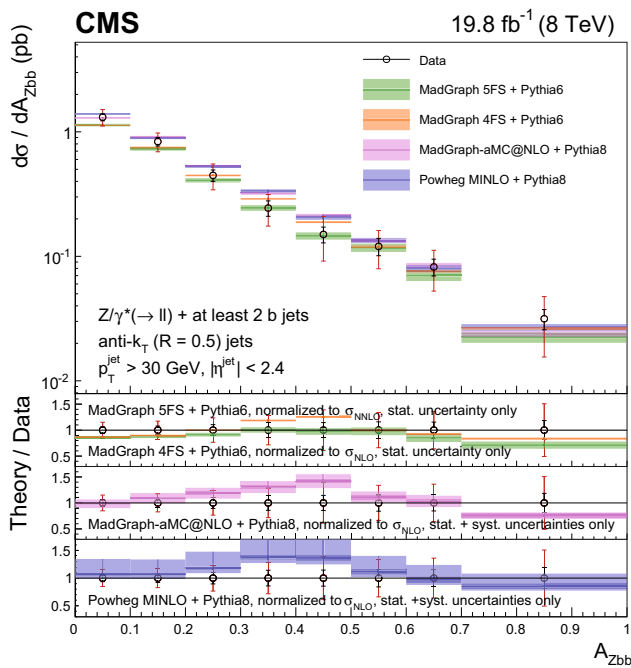 CMS 19.8 fb⁻¹ (8 TeV)
dσ / dA_Zbb (pb)
Data
MadGraph 5FS + Pythia6
MadGraph 4FS + Pythia6
MadGraph-aMC@NLO + Pythia8
Powheg MINLO + Pythia8
1
10⁻¹
10⁻²
Z/γ*(→ ll) + at least 2 b jets
anti-k_T (R = 0.5) jets
p_T^jet > 30 GeV, |η^jet| < 2.4
Theory / Data
1.5
1
0.5
MadGraph 5FS + Pythia6, normalized to σ_NNLO, stat. uncertainty only
MadGraph 4FS + Pythia6, normalized to σ_NLO, stat. uncertainty only
1.5
1
0.5
MadGraph-aMC@NLO + Pythia8, normalized to σ_NLO, stat. + syst. uncertainties only
1.5
1
0.5
Powheg MINLO + Pythia8, normalized to σ_NLO, stat. +syst. uncertainties only
0 0.1 0.2 0.3 0.4 0.5 0.6 0.7 0.8 0.9 1
A_Zbb